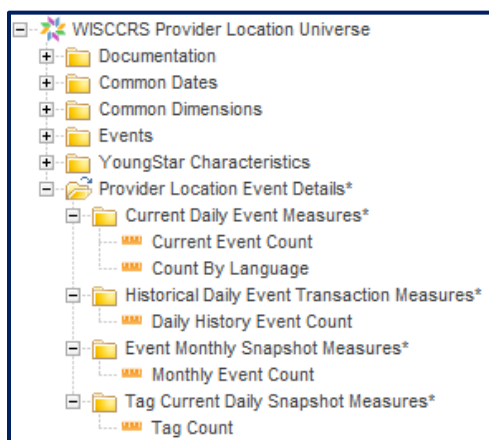 WISCCRS Provider Location Universe
Documentation
Common Dates
Common Dimensions
Events
YoungStar Characteristics
Provider Location Event Details*
Current Daily Event Measures*
Current Event Count
Count By Language
Historical Daily Event Transaction Measures*
Daily History Event Count
Event Monthly Snapshot Measures*
Monthly Event Count
Tag Current Daily Snapshot Measures*
Tag Count